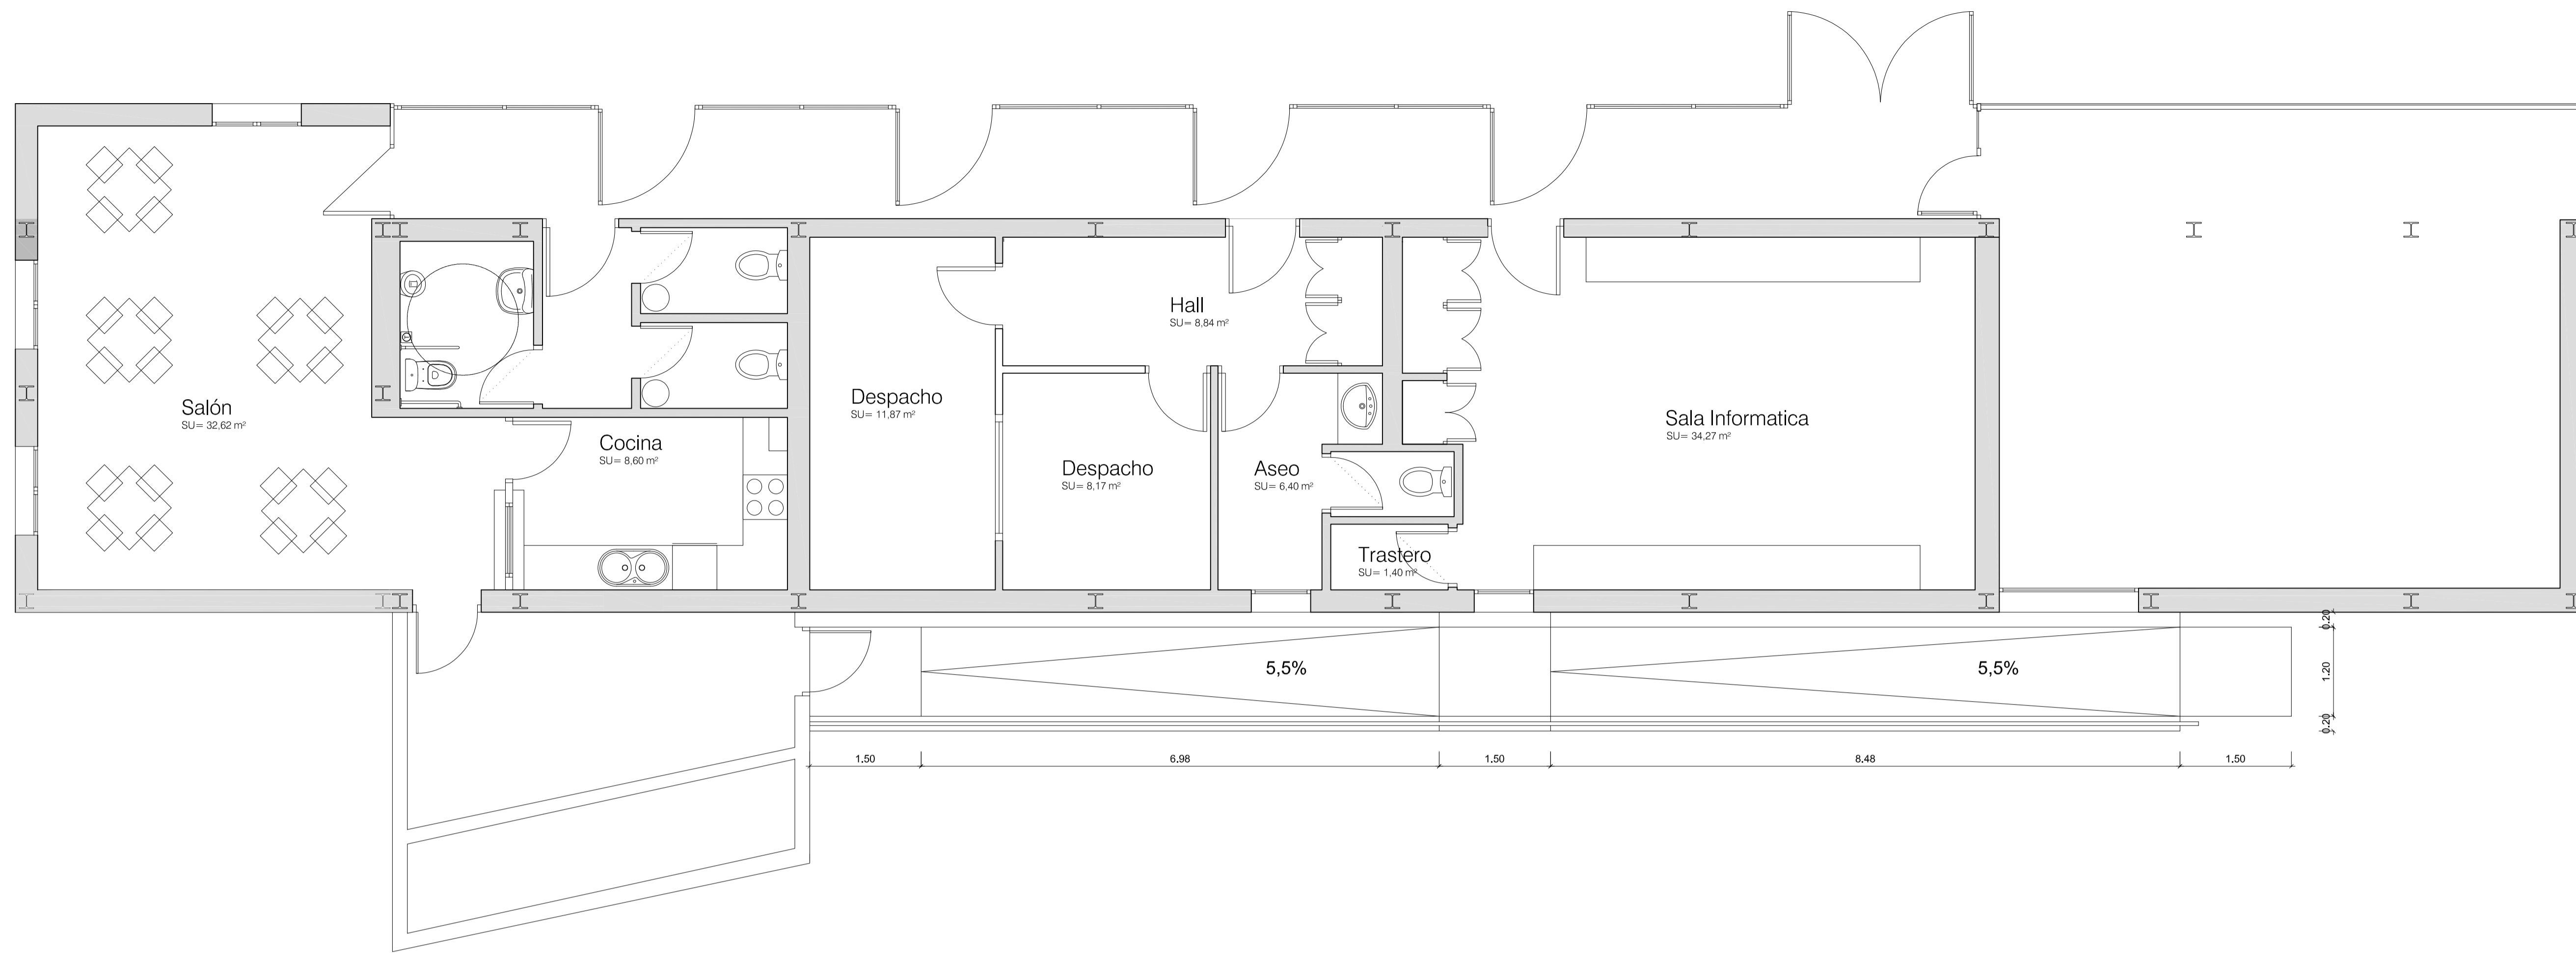 Hall
SU= 8,84 m²
Despacho
SU= 11,87 m²
Salón
SU= 32,62 m²
Sala Informatica
SU= 34,27 m²
Cocina
SU= 8,60 m²
Despacho
SU= 8,17 m²
Aseo
SU= 6,40 m²
Trastero
SU= 1,40 m²
0.20
5,5%
5,5%
1.20
0.20
1.50
6.98
1.50
8.48
1.50